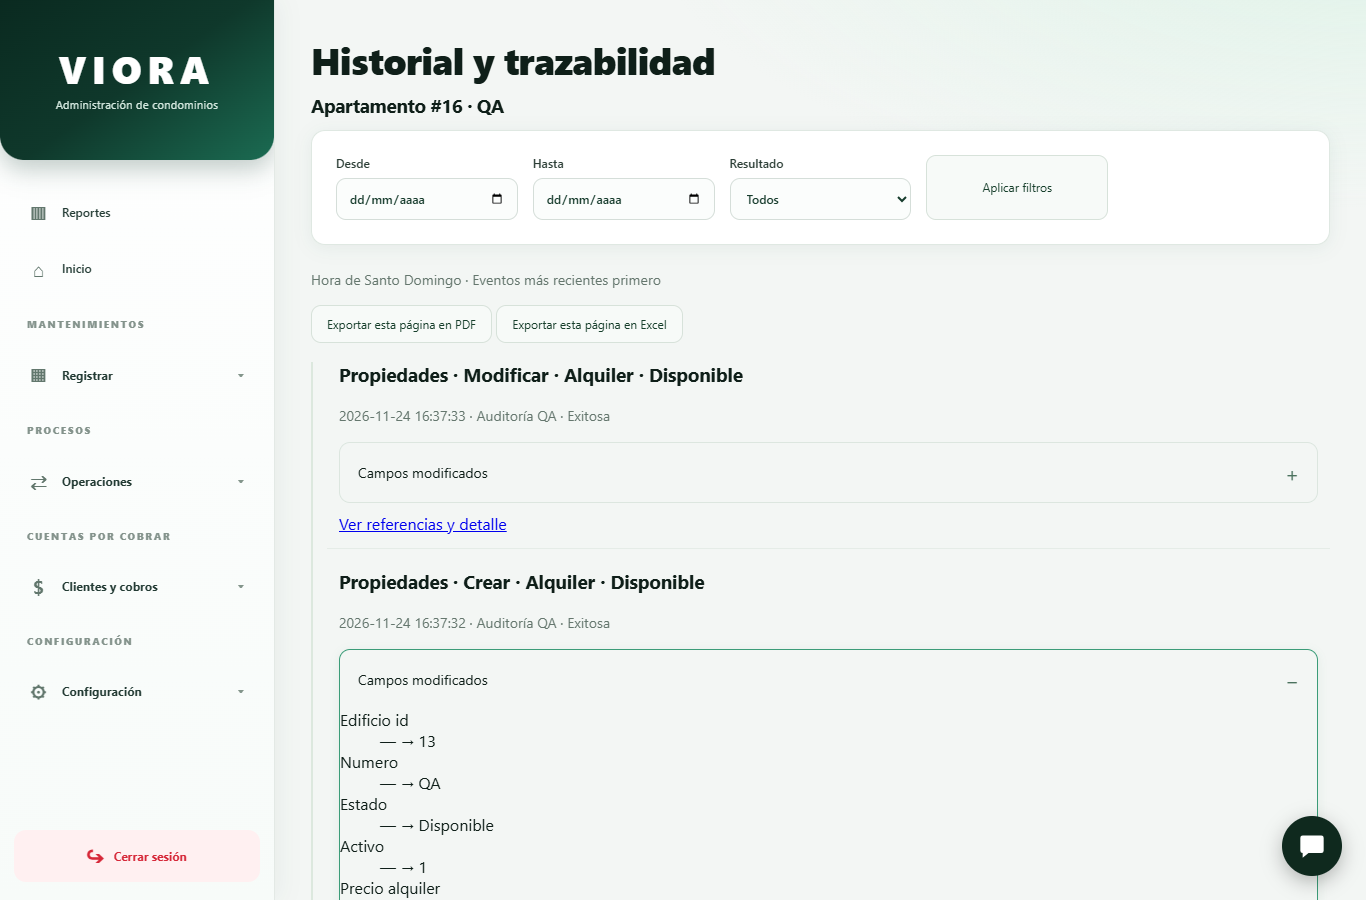 VIORA
Administración de condominios
Reportes
Inicio
MANTENIMIENTOS
Registrar
PROCESOS
Operaciones
CUENTAS POR COBRAR
Clientes y cobros
CONFIGURACIÓN
Configuración
Cerrar sesión
Historial y trazabilidad
Apartamento #16 · QA
Desde
Hasta
Resultado
dd/mm/aaaa
dd/mm/aaaa
Todos
Aplicar filtros
Hora de Santo Domingo · Eventos más recientes primero
Exportar esta página en PDF
Exportar esta página en Excel
Propiedades · Modificar · Alquiler · Disponible
2026-11-24 16:37:33 · Auditoría QA · Exitosa
Campos modificados
Ver referencias y detalle
Propiedades · Crear · Alquiler · Disponible
2026-11-24 16:37:32 · Auditoría QA · Exitosa
Campos modificados
Edificio id
— → 13
Numero
— → QA
Estado
— → Disponible
Activo
— → 1
Precio alquiler